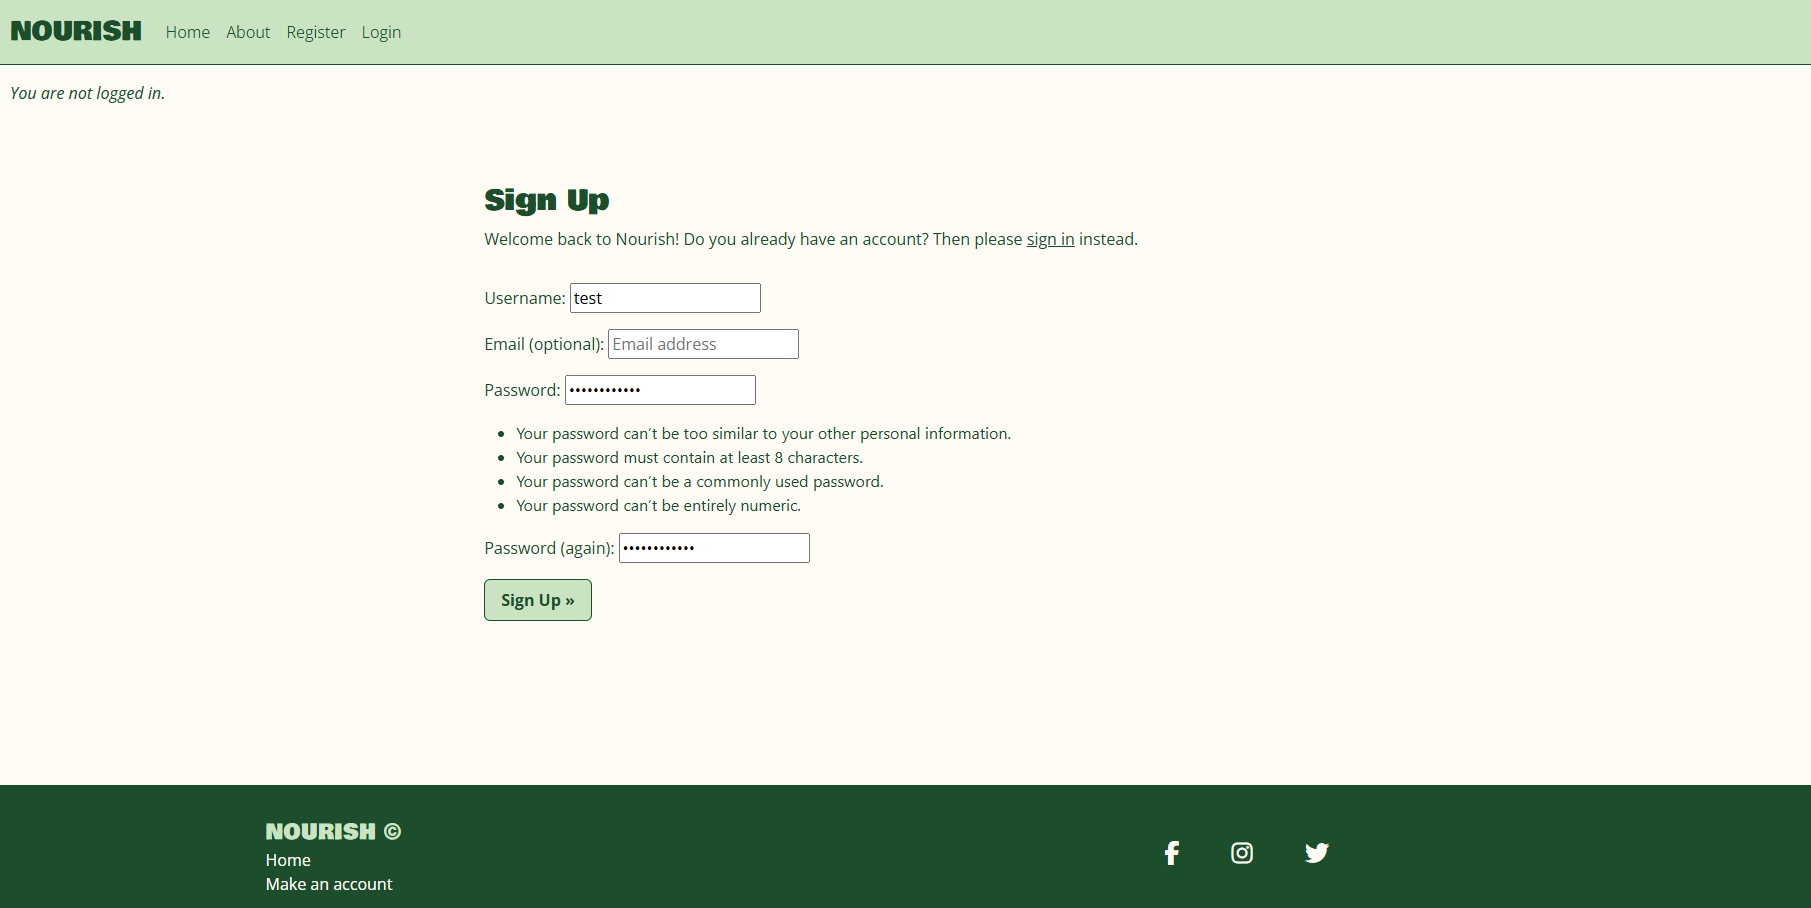 NOURISH Home About Register Login
You are not logged in.
Sign Up
Welcome back to Nourish! Do you already have an account? Then please sign in instead.
Username: test
Email (optional): Email address
Password: ••••••••••••
• Your password can't be too similar to your other personal information.
• Your password must contain at least 8 characters.
• Your password can't be a commonly used password.
• Your password can't be entirely numeric.
Password (again): ••••••••••••
Sign Up »
NOURISH ©
Home
Make an account